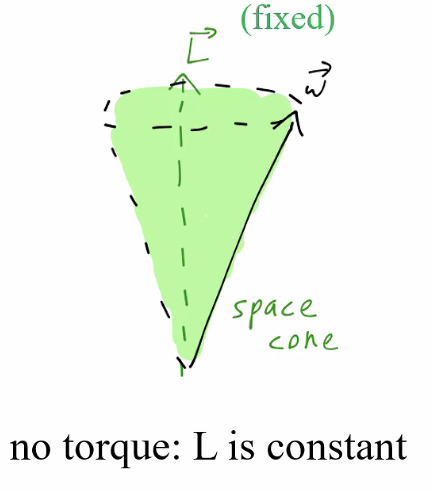 (fixed)
L
w
space
cone
no torque: L is constant